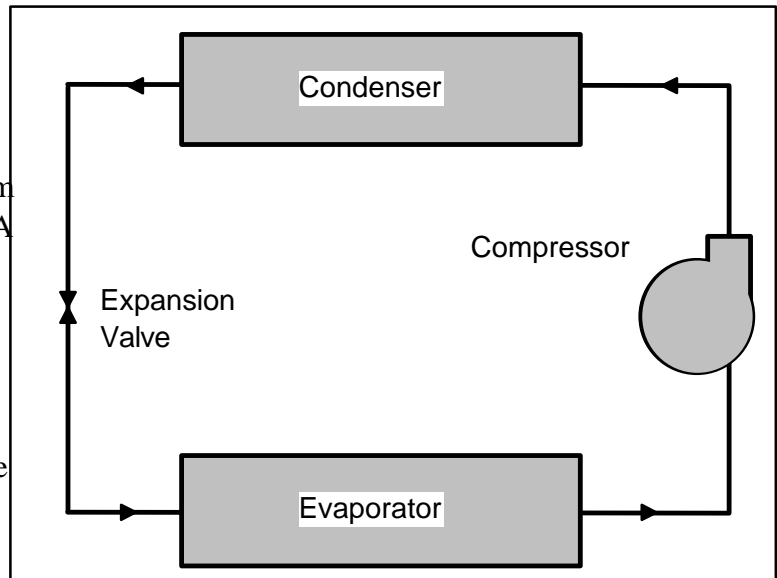 Condenser
m
A
Compressor
Expansion
Valve
e
Evaporator